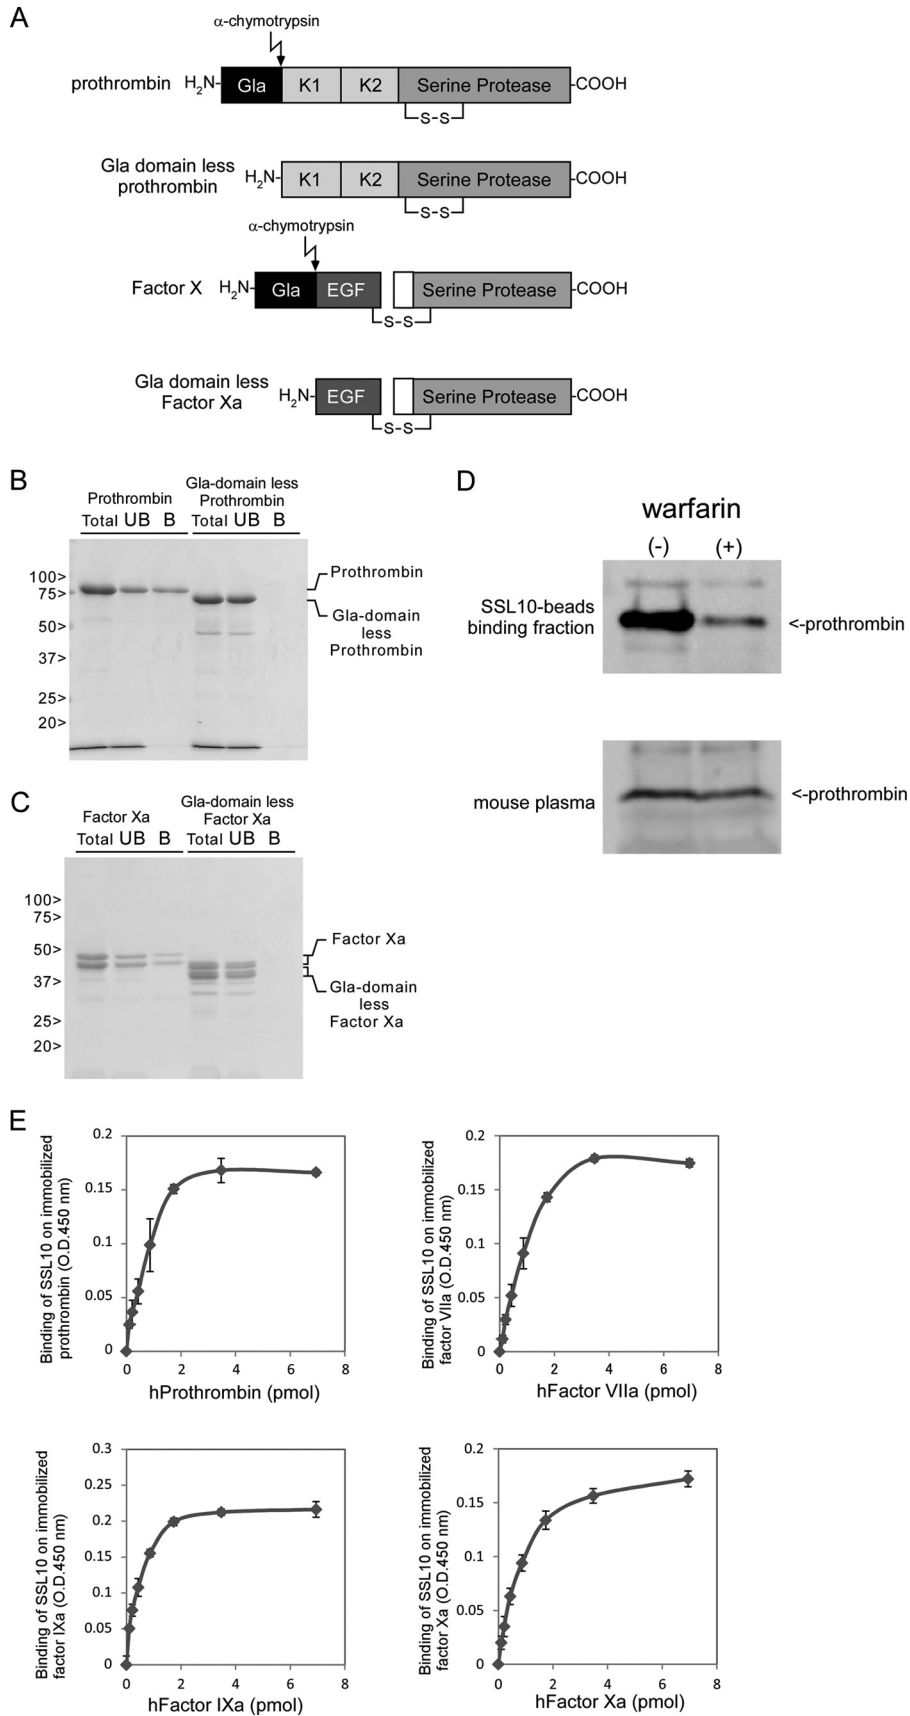 A
α-chymotrypsin
prothrombin H2N- Gla K1 K2 Serine Protease -COOH
S-S
Gla domain less
prothrombin
H2N- K1 K2 Serine Protease -COOH
S-S
α-chymotrypsin
Factor X H2N- Gla EGF Serine Protease -COOH
S-S
Gla domain less
Factor Xa
H2N- EGF Serine Protease -COOH
S-S
B
Prothrombin
Gla-domain less
Prothrombin
Total UB B Total UB B
100>
75>
50>
37>
25>
20>
Prothrombin
Gla-domain
less
Prothrombin
C
Factor Xa
Gla-domain less
Factor Xa
Total UB B Total UB B
100>
75>
50>
37>
25>
20>
Factor Xa
Gla-domain
less
Factor Xa
D
warfarin
(-) (+)
SSL10-beads
binding fraction
<-prothrombin
mouse plasma
<-prothrombin
E
Binding of SSL10 on immobilized
prothrombin (O.D.450 nm)
0.2
0.15
0.1
0.05
0
0 2 4 6 8
hProthrombin (pmol)
Binding of SSL10 on immobilized
factor VIIa (O.D.450 nm)
0.2
0.15
0.1
0.05
0
0 2 4 6 8
hFactor VIIa (pmol)
Binding of SSL10 on immobilized
factor IXa (O.D.450 nm)
0.3
0.25
0.2
0.15
0.1
0.05
0
0 2 4 6 8
hFactor IXa (pmol)
Binding of SSL10 on immobilized
factor Xa (O.D.450 nm)
0.2
0.15
0.1
0.05
0
0 2 4 6 8
hFactor Xa (pmol)